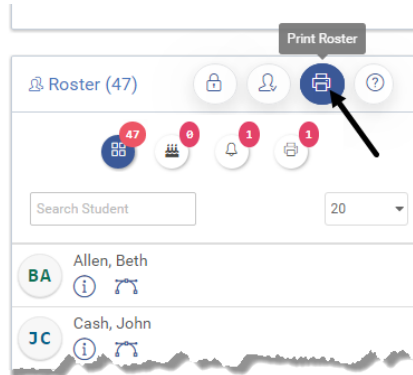 Print Roster
Roster (47)
?
47 0 1 1
Search Student 20
BA Allen, Beth
i
JC Cash, John
i